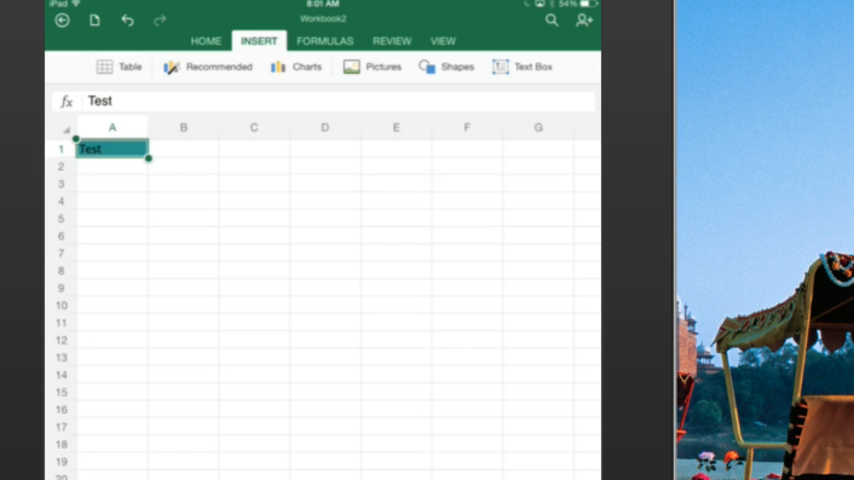 iPad 8:01 AM 54%
Workbook2
HOME INSERT FORMULAS REVIEW VIEW
Table Recommended Charts Pictures Shapes Text Box
fx Test
A B C D E F G
1 Test
2
3
4
5
6
7
8
9
10
11
12
13
14
15
16
17
18
19
20